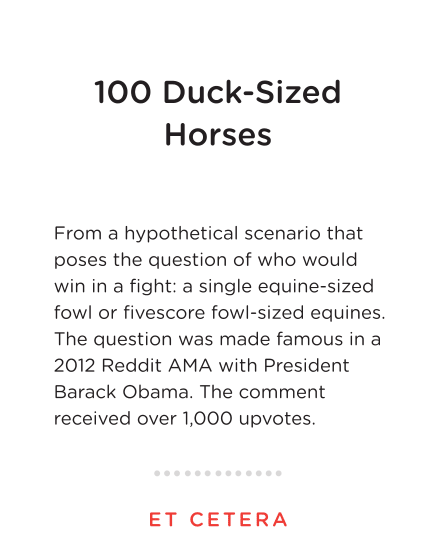 100 Duck-Sized
Horses
From a hypothetical scenario that
poses the question of who would
win in a fight: a single equine-sized
fowl or fivescore fowl-sized equines.
The question was made famous in a
2012 Reddit AMA with President
Barack Obama. The comment
received over 1,000 upvotes.
ET CETERA